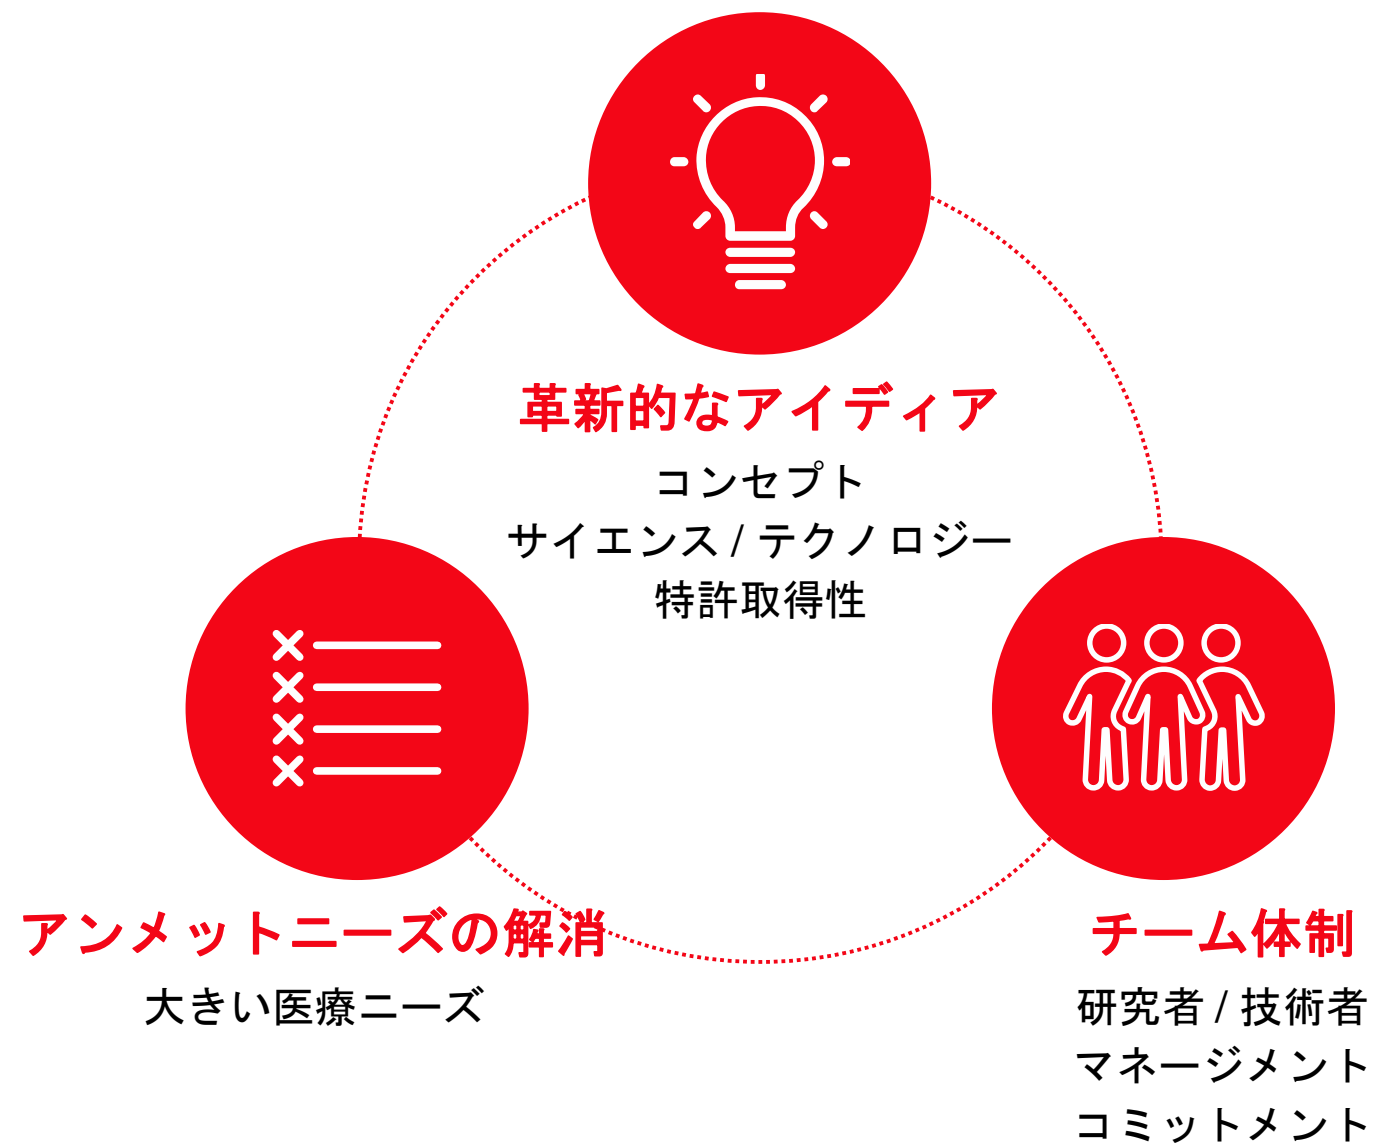 革新的なアイディア
コンセプト
サイエンス / テクノロジー
特許取得性
アンメットニーズの解消
大きい医療ニーズ
チーム体制
研究者 / 技術者
マネージメント
コミットメント